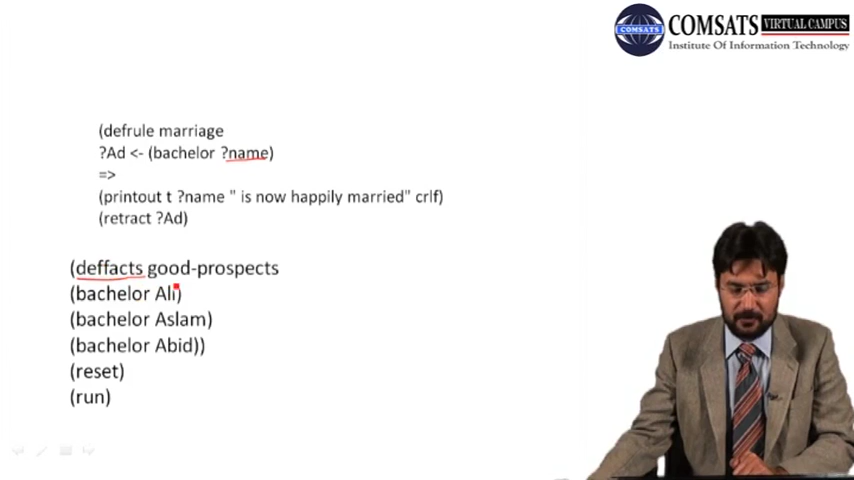 COMSATS
COMSATS VIRTUAL CAMPUS
Institute Of Information Technology
(defrule marriage
?Ad <- (bachelor ?name)
=>
(printout t ?name " is now happily married" crlf)
(retract ?Ad)
(deffacts good-prospects
(bachelor Ali)
(bachelor Aslam)
(bachelor Abid))
(reset)
(run)